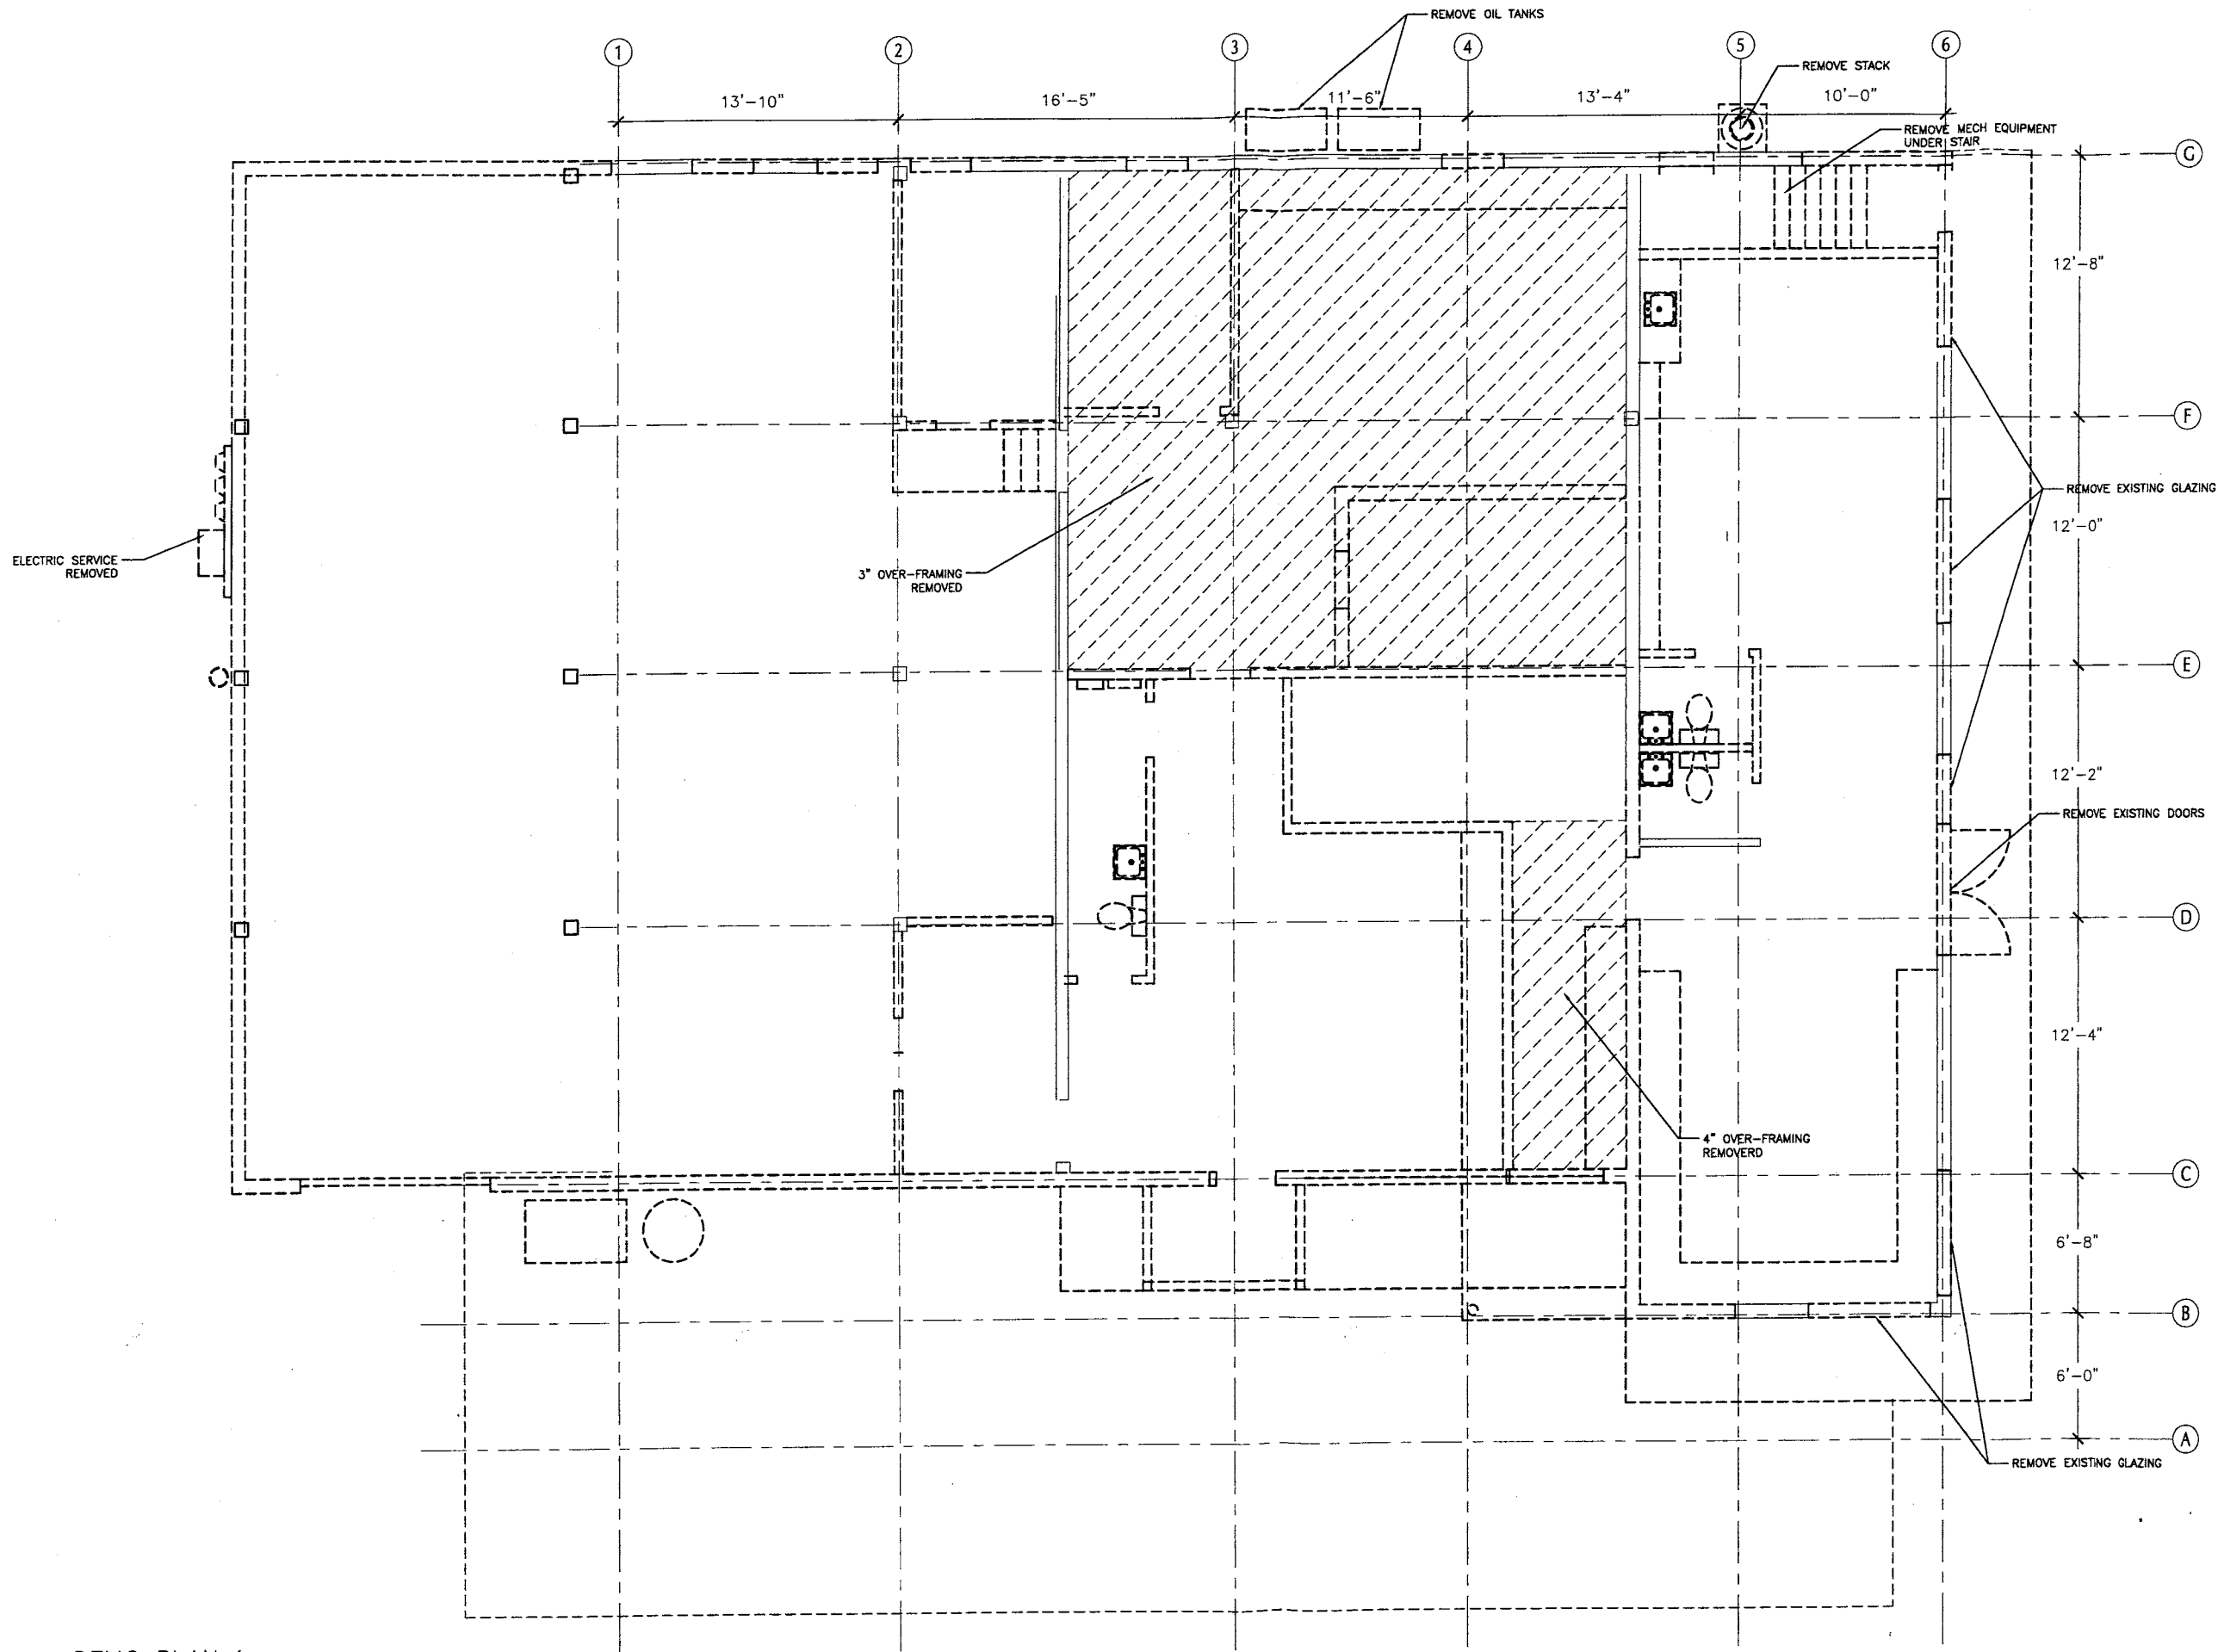 REMOVE OIL TANKS
1
2
3
4
5
6
REMOVE STACK
13'-10"
16'-5"
11'-6"
13'-4"
10'-0"
REMOVE MECH EQUIPMENT
UNDER STAIR
G
12'-8"
F
REMOVE EXISTING GLAZING
12'-0"
ELECTRIC SERVICE
REMOVED
3" OVER-FRAMING
REMOVED
E
12'-2"
REMOVE EXISTING DOORS
D
12'-4"
4" OVER-FRAMING
REMOVERD
C
6'-8"
B
6'-0"
A
REMOVE EXISTING GLAZING